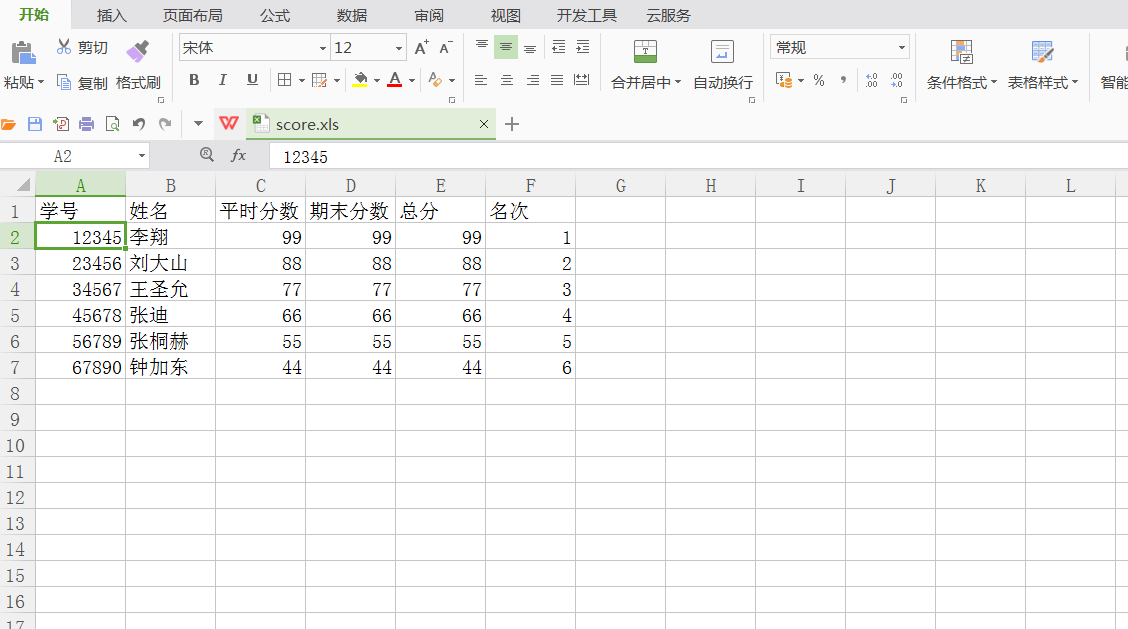 开始 插入 页面布局 公式 数据 审阅 视图 开发工具 云服务
剪切 宋体 12 A+ A- 常规
粘贴 复制 格式刷 B I U A 合并居中 自动换行 % 条件格式 表格样式 智能
score.xls
A2 fx 12345
A B C D E F G H I J K L
1 学号 姓名 平时分数 期末分数 总分 名次
2 12345 李翔 99 99 99 1
3 23456 刘大山 88 88 88 2
4 34567 王圣允 77 77 77 3
5 45678 张迪 66 66 66 4
6 56789 张桐赫 55 55 55 5
7 67890 钟加东 44 44 44 6
8
9
10
11
12
13
14
15
16
17